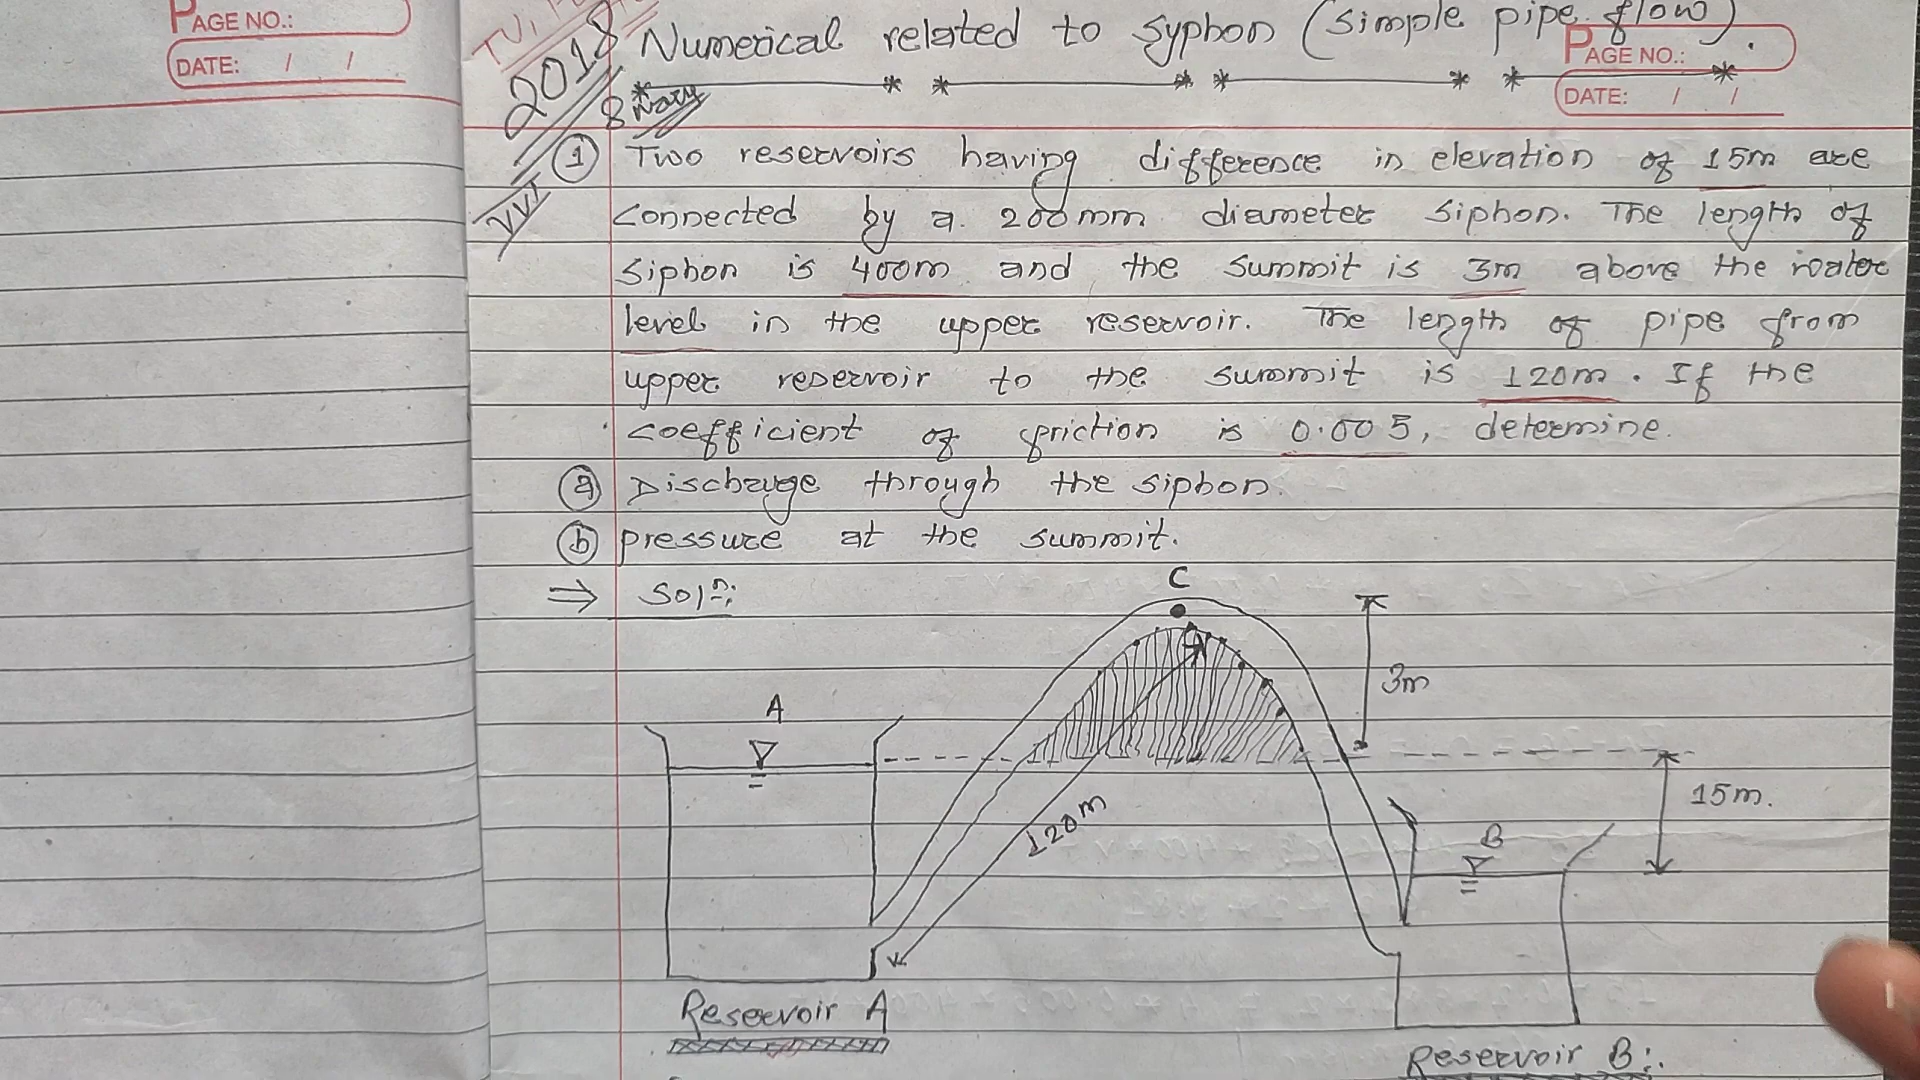 PAGE NO.:
DATE: / /
TU,
2018
Numerical related to Syphon (Simple pipe flow).
PAGE NO.:
DATE: / /
VVI
① Two reservoirs having difference in elevation of 15m are
connected by a 200mm diameter siphon. The length of
siphon is 400m and the summit is 3m above the water
level in the upper reservoir. The length of pipe from
upper reservoir to the summit is 120m. If the
coefficient of friction is 0.005, determine.
ⓐ Discharge through the siphon.
ⓑ pressure at the summit.
⇒ Solⁿ:
C
3m
A
15m.
120m
B
Reservoir A
Reservoir B:.